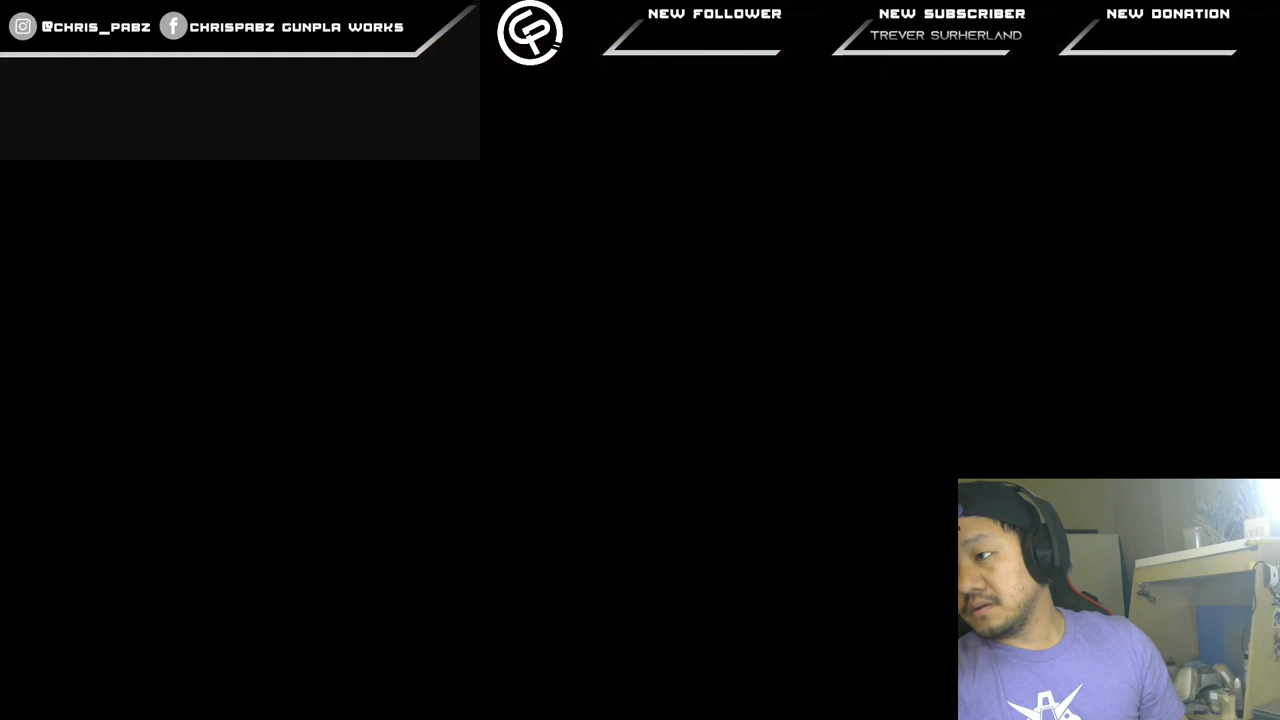 @CHRIS_PABZ CHRISPABZ GUNPLA WORKS
NEW FOLLOWER
NEW SUBSCRIBER
TREVER SURHERLAND
NEW DONATION